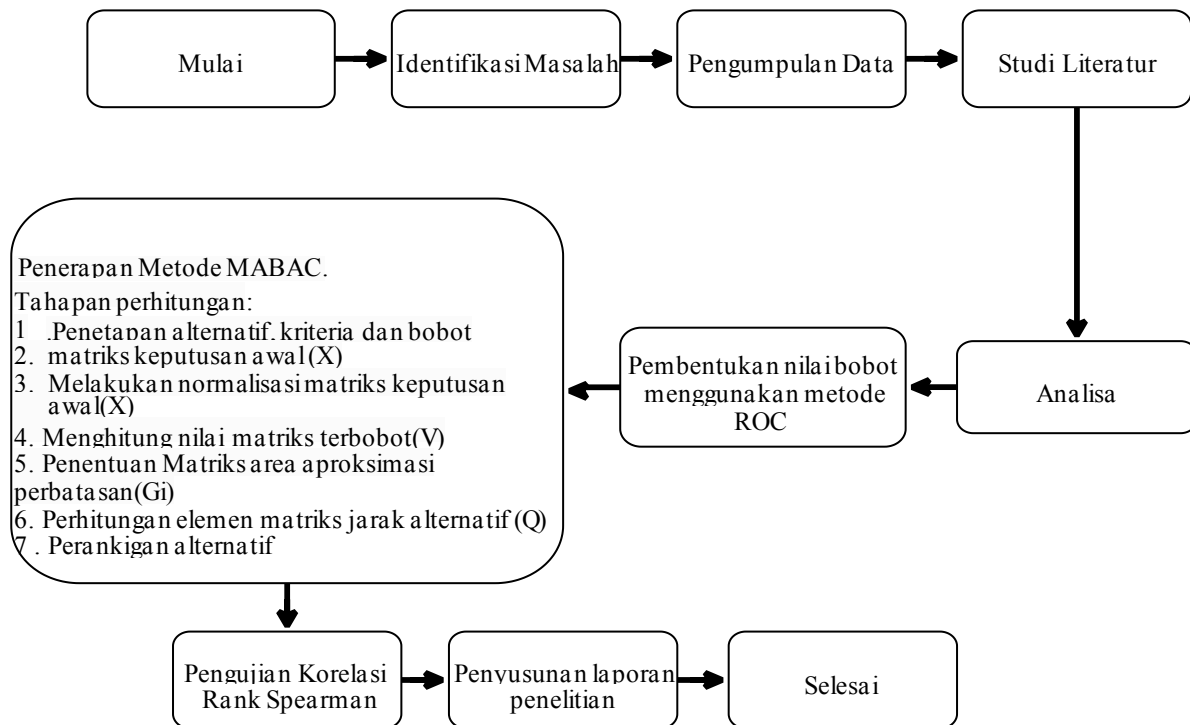 Mulai
Identifikasi Masalah
Pengumpulan Data
Studi Literatur
Analisa
Pembentukan nilai bobot
menggunakan metode
ROC
Penerapan Metode MABAC.
Tahapan perhitungan:
1 .Penetapan alternatif, kriteria dan bobot
2. matriks keputusan awal (X)
3. Melakukan normalisasi matriks keputusan
awal(X)
4. Menghitung nilai matriks terbobot(V)
5. Penentuan Matriks area aproksimasi
perbatasan(Gi)
6. Perhitungan elemen matriks jarak alternatif (Q)
7 . Perankigan alternatif
Pengujian Korelasi
Rank Spearman
Penyusunan laporan
penelitian
Selesai